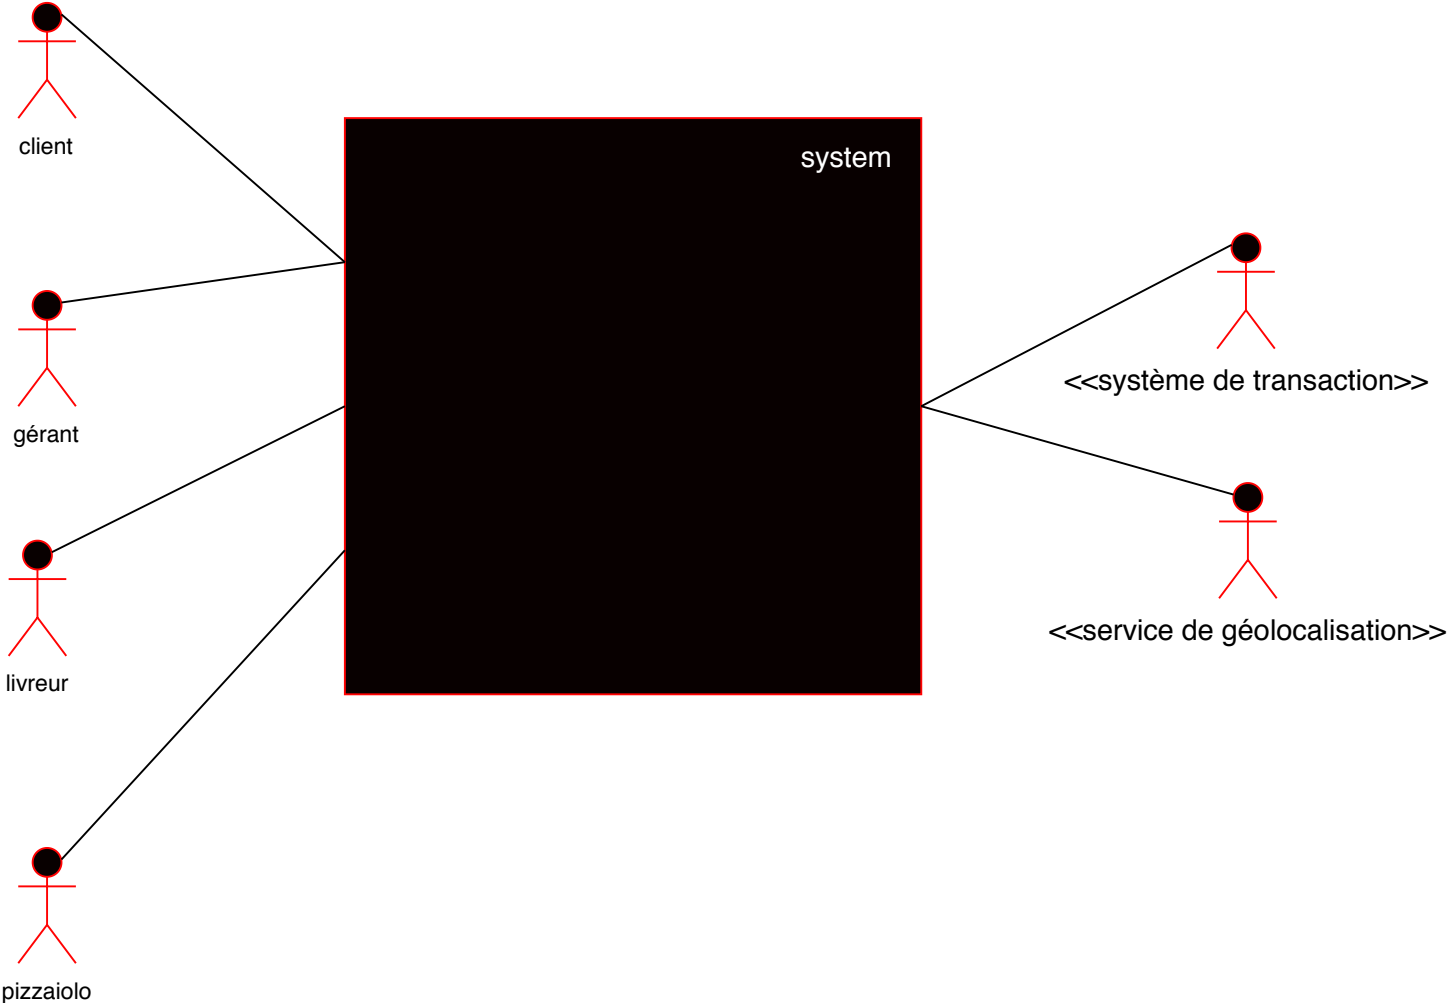 client
system
gérant
<<système de transaction>>
livreur
<<service de géolocalisation>>
pizzaiolo